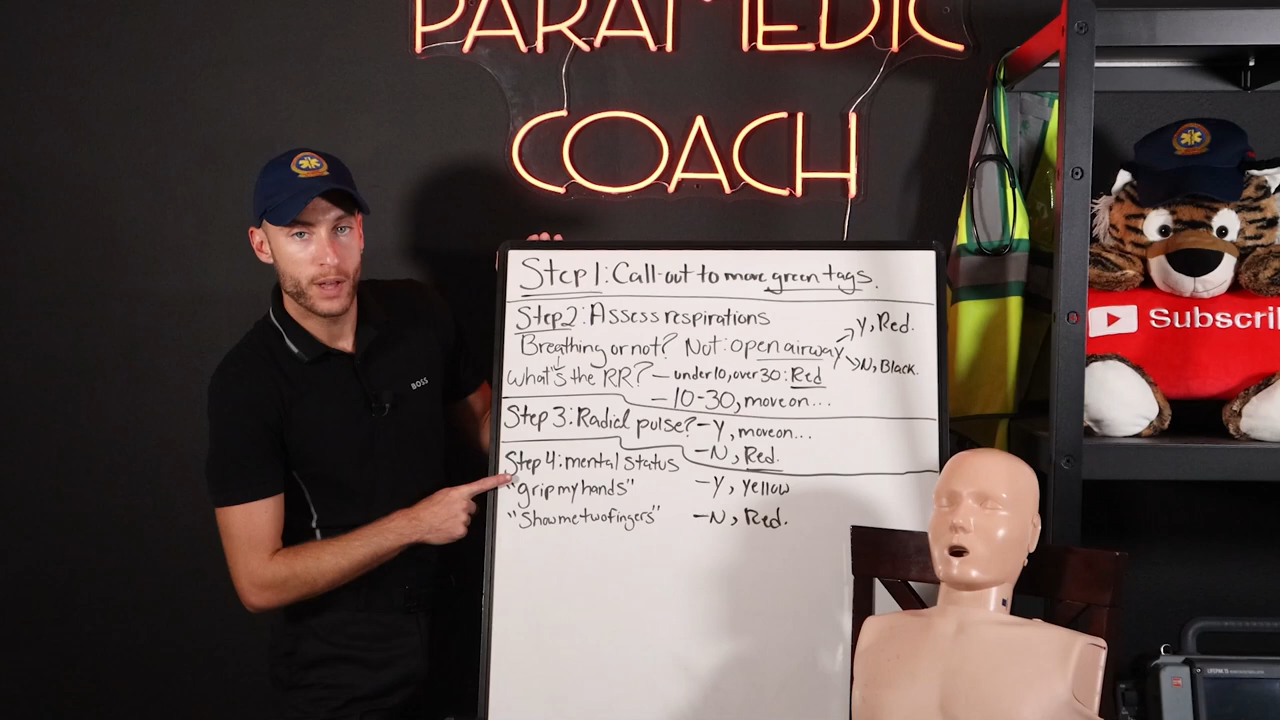 PARAMEDIC
COACH
BOSS
Step 1: Call-out to move green tags.
Step 2: Assess respirations
Breathing or not? Not: open airway
Y, Red.
N, Black.
What's the RR? - under 10, over 30: Red
- 10-30, move on...
Step 3: Radial pulse? - Y, move on...
- N, Red.
Step 4: mental status
"grip my hands" - Y, Yellow
"Show me two fingers" - N, Red.
Subscri
LIFEPAK 15